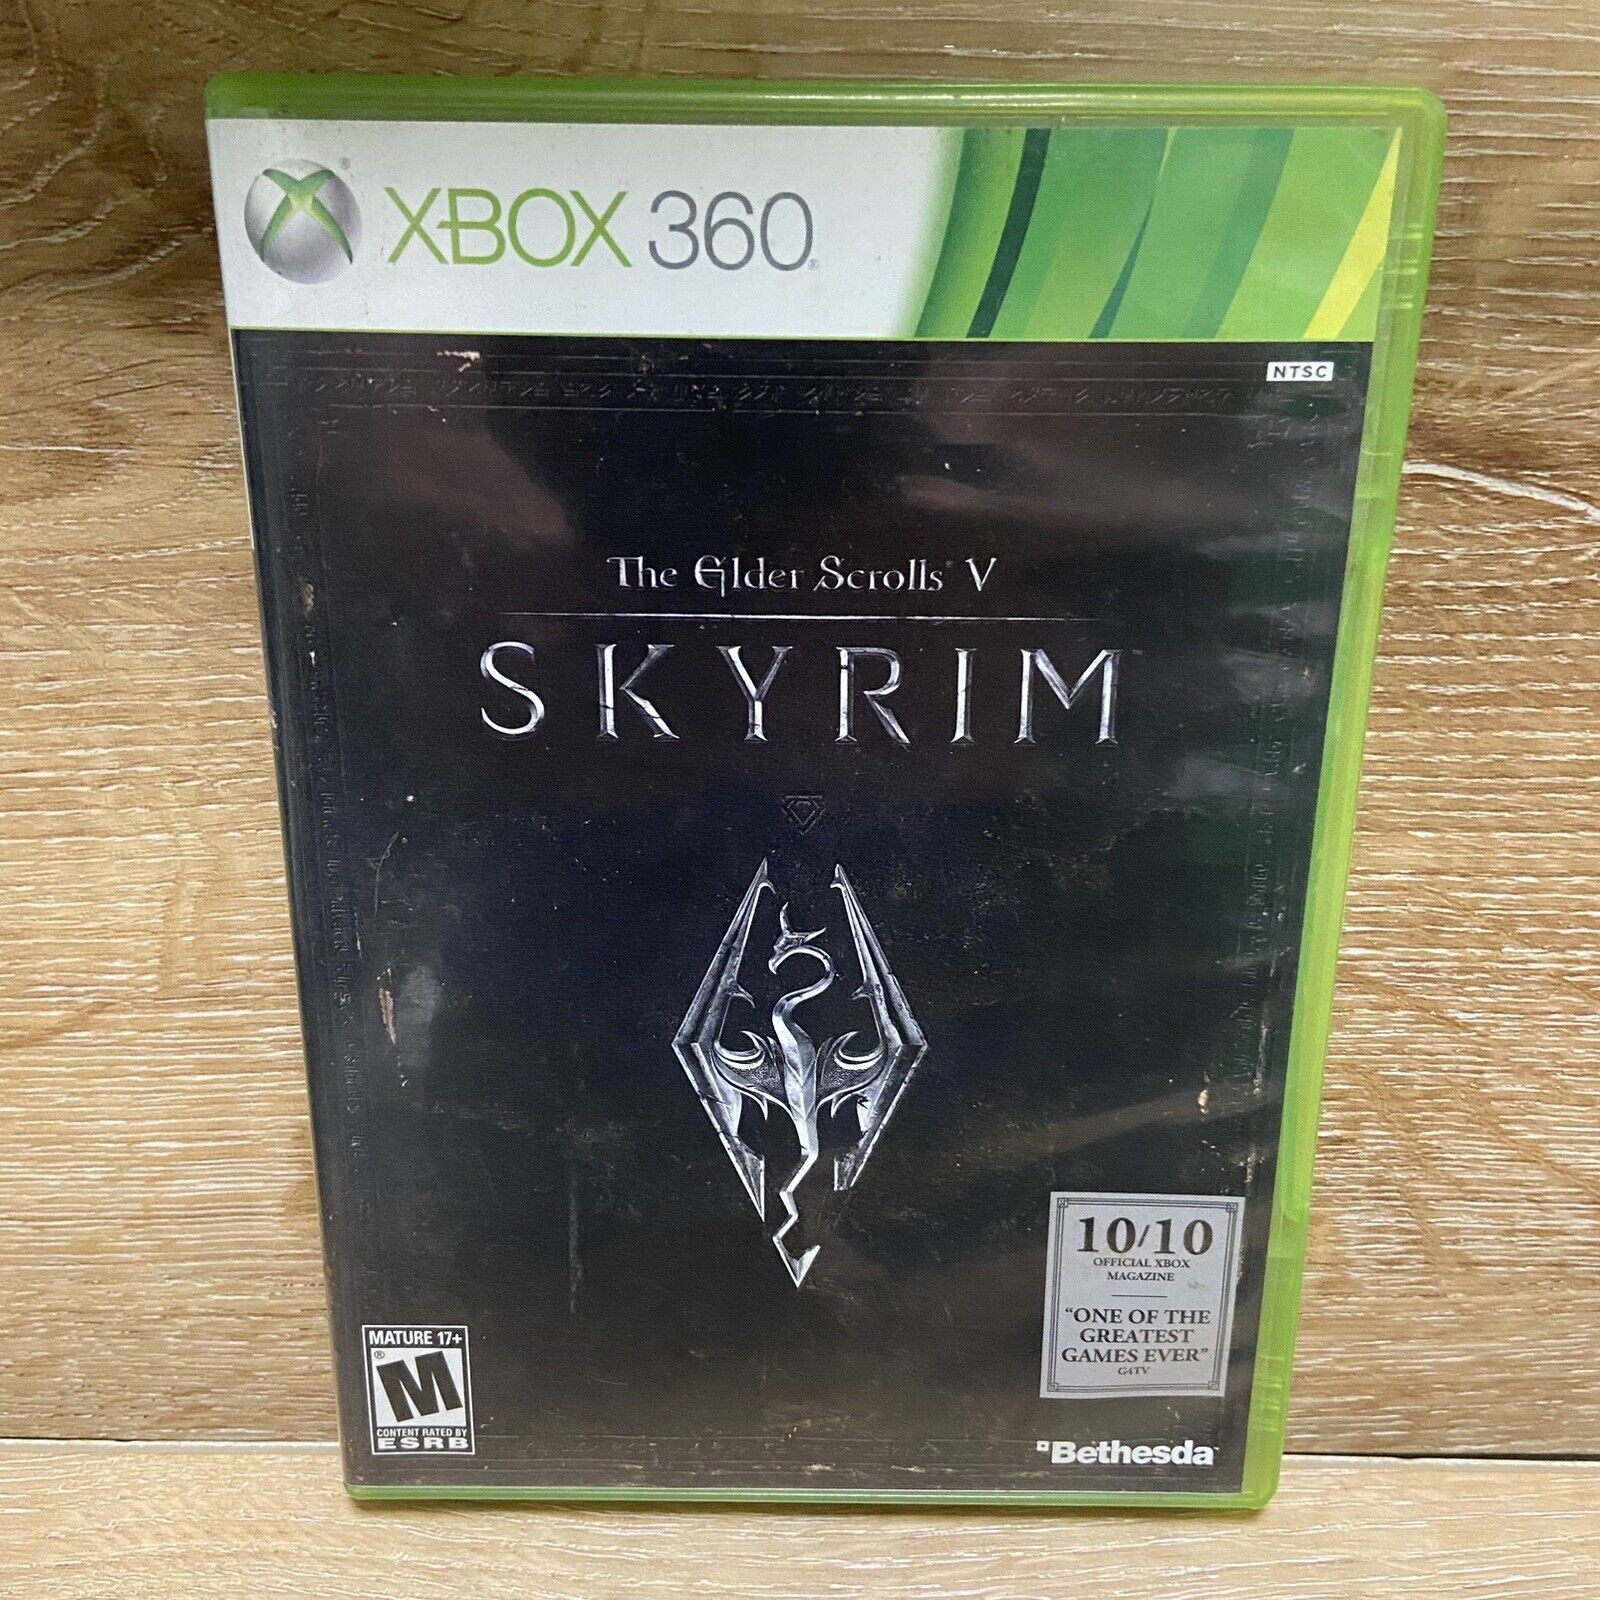 XBOX 360
NTSC
The Elder Scrolls V
SKYRIM
10/10
OFFICIAL XBOX
MAGAZINE
"ONE OF THE
GREATEST
GAMES EVER"
G4TV
MATURE 17+
M
CONTENT RATED BY
ESRB
Bethesda